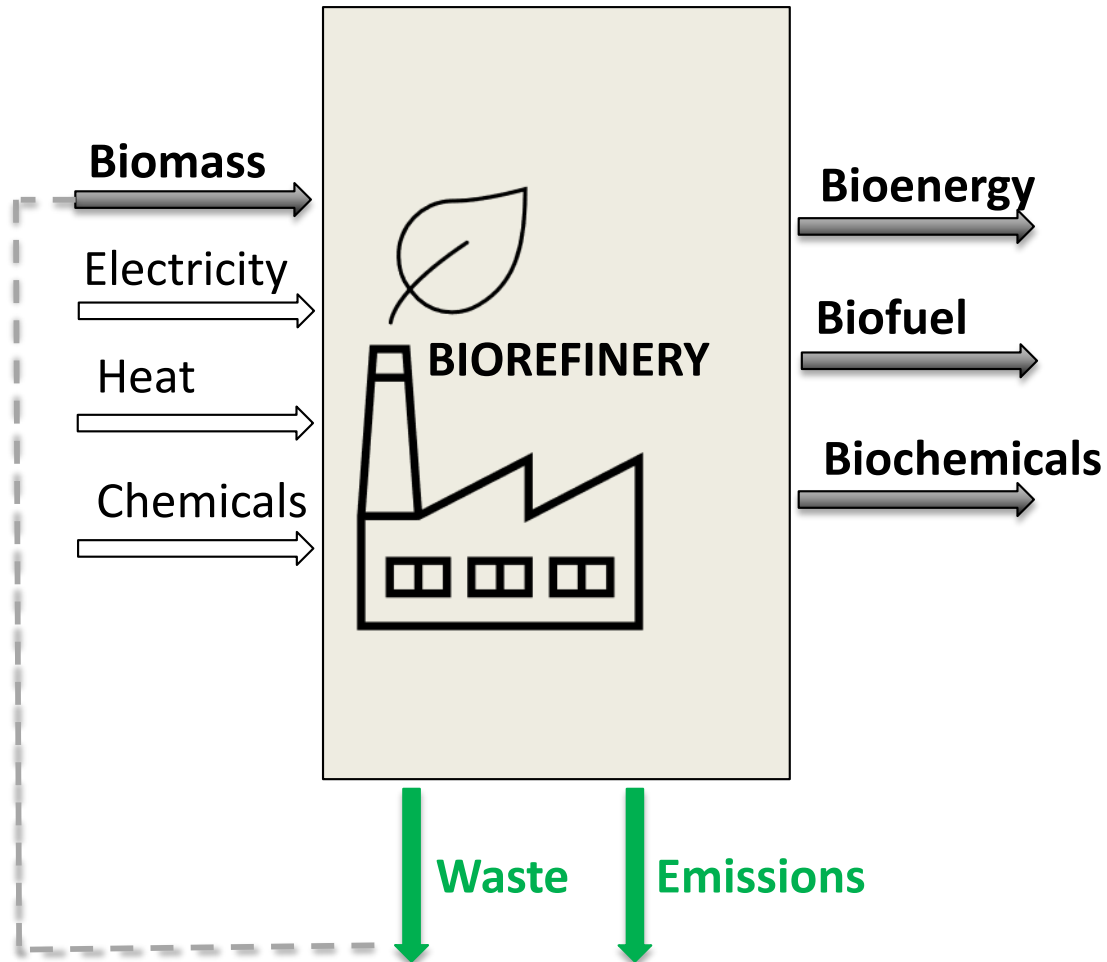 Biomass
Electricity
Heat
Chemicals
BIOREFINERY
Bioenergy
Biofuel
Biochemicals
Waste
Emissions